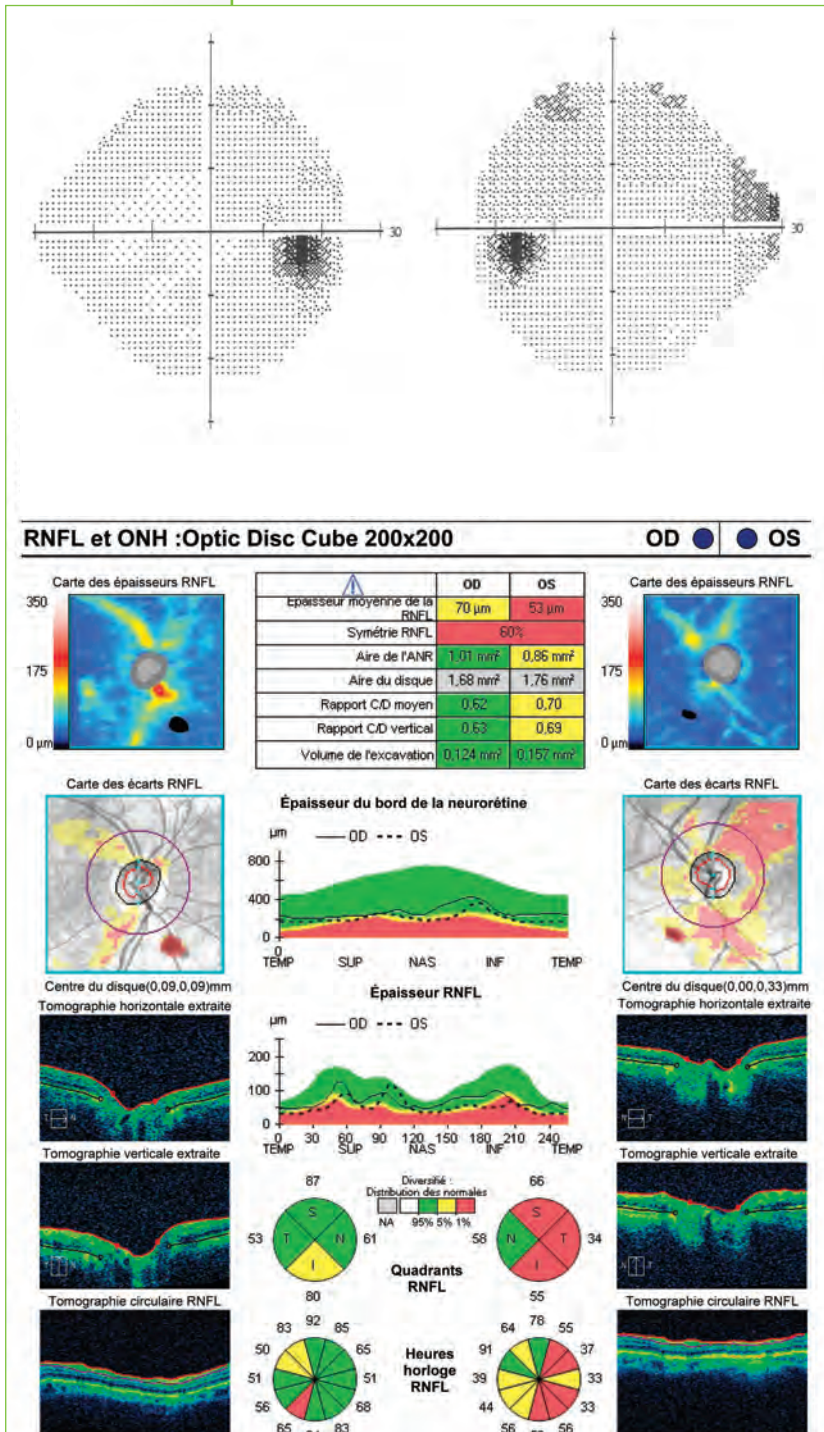 30
30
RNFL et ONH :Optic Disc Cube 200x200
OD OS
Carte des épaisseurs RNFL
350
175
0 µm
OD OS
Epaisseur moyenne de la RNFL 70 µm 53 µm
Symétrie RNFL 60%
Aire de l'ANR 1,01 mm² 0,86 mm²
Aire du disque 1,68 mm² 1,76 mm²
Rapport C/D moyen 0,62 0,70
Rapport C/D vertical 0,63 0,69
Volume de l'excavation 0,124 mm³ 0,157 mm³
Carte des épaisseurs RNFL
350
175
0 µm
Carte des écarts RNFL
Centre du disque(0,09,0,09)mm
Épaisseur du bord de la neurorétine
µm
OD OS
800
400
0
0
TEMP SUP NAS INF TEMP
Carte des écarts RNFL
Centre du disque(0,00,0,33)mm
Tomographie horizontale extraite
T N
Épaisseur RNFL
µm
OD OS
200
100
0
0 30 60 90 120 150 180 210 240
TEMP SUP NAS INF TEMP
Tomographie horizontale extraite
N T
Tomographie verticale extraite
87
S
53 T N 61
I
80
Diversifié :
Distribution des normales
NA 95% 5% 1%
Quadrants
RNFL
66
S
58 N T 34
I
55
Tomographie verticale extraite
Tomographie circulaire RNFL
92
83 85
50 65
51 51
56 68
65 83
Heures
horloge
RNFL
78
64 55
91 37
39 33
44 33
56 56
Tomographie circulaire RNFL